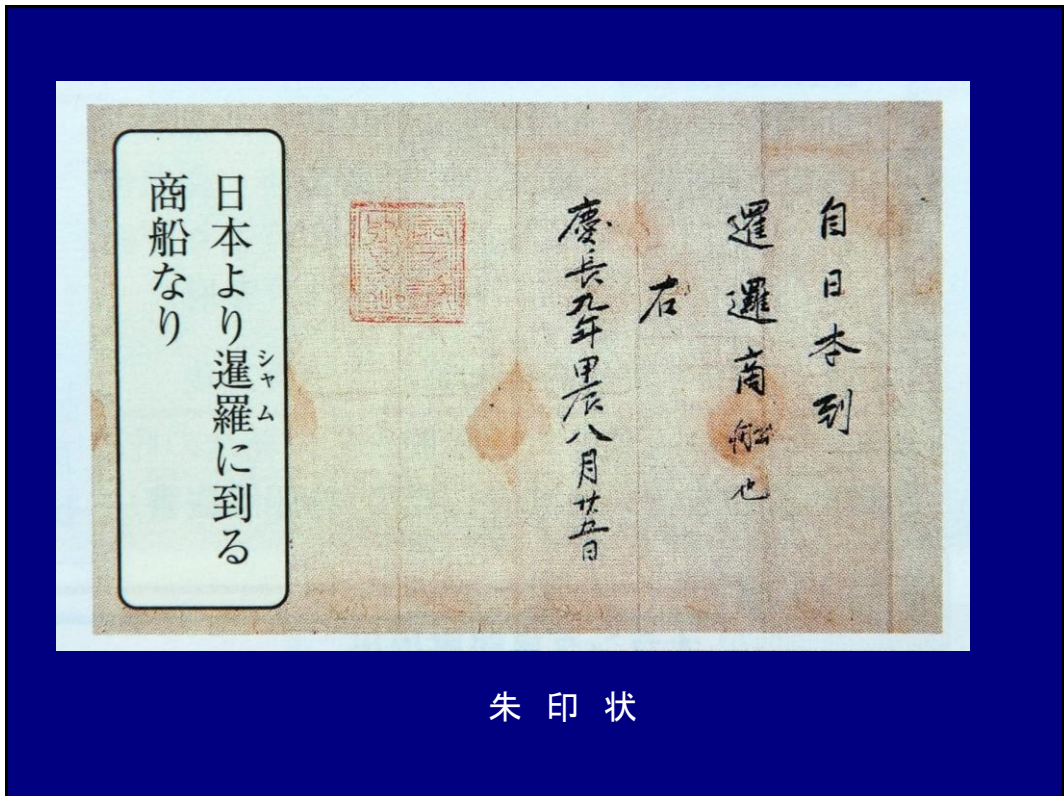 自日本到
暹邏商舩也
右
慶長九年甲辰八月廿五日
日本より暹羅に到る
シャム
商船なり
朱印状